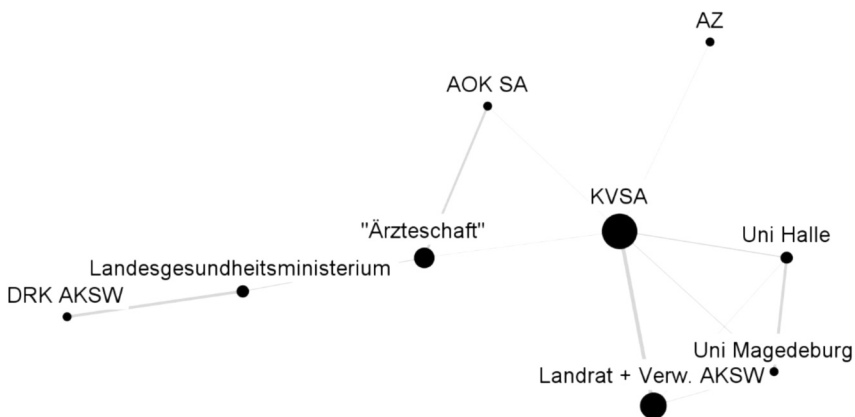 AZ
AOK SA
KVSA
"Ärzteschaft"
Uni Halle
Landesgesundheitsministerium
DRK AKSW
Uni Magedeburg
Landrat + Verw. AKSW